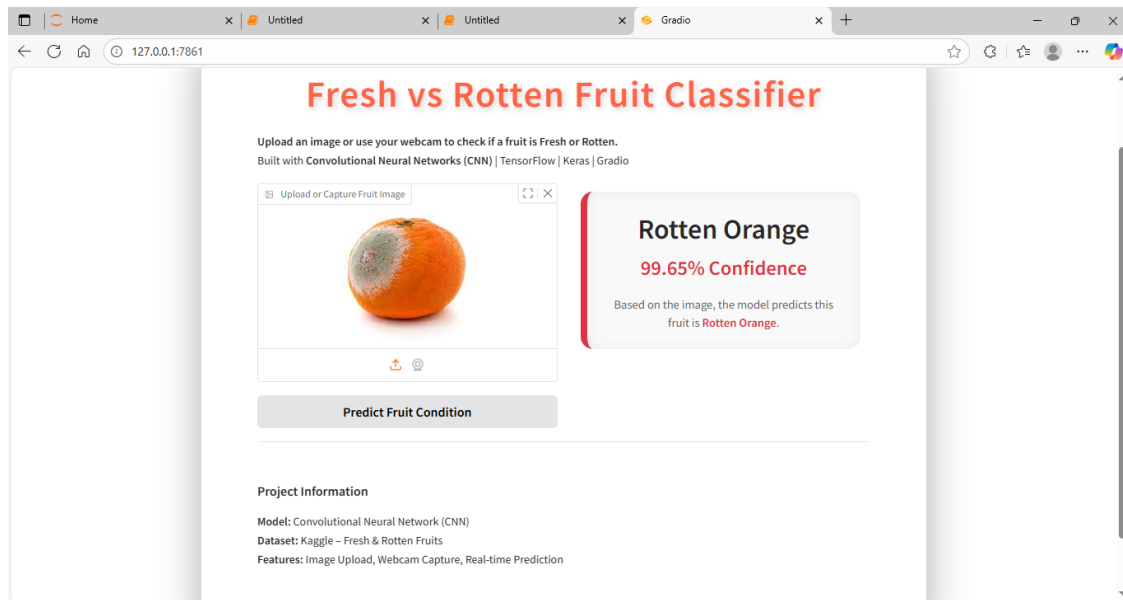 Home
Untitled
Untitled
Gradio
127.0.0.1:7861
Fresh vs Rotten Fruit Classifier
Upload an image or use your webcam to check if a fruit is Fresh or Rotten.
Built with Convolutional Neural Networks (CNN) | TensorFlow | Keras | Gradio
Upload or Capture Fruit Image
Rotten Orange
99.65% Confidence
Based on the image, the model predicts this
fruit is Rotten Orange.
Predict Fruit Condition
Project Information
Model: Convolutional Neural Network (CNN)
Dataset: Kaggle – Fresh & Rotten Fruits
Features: Image Upload, Webcam Capture, Real-time Prediction